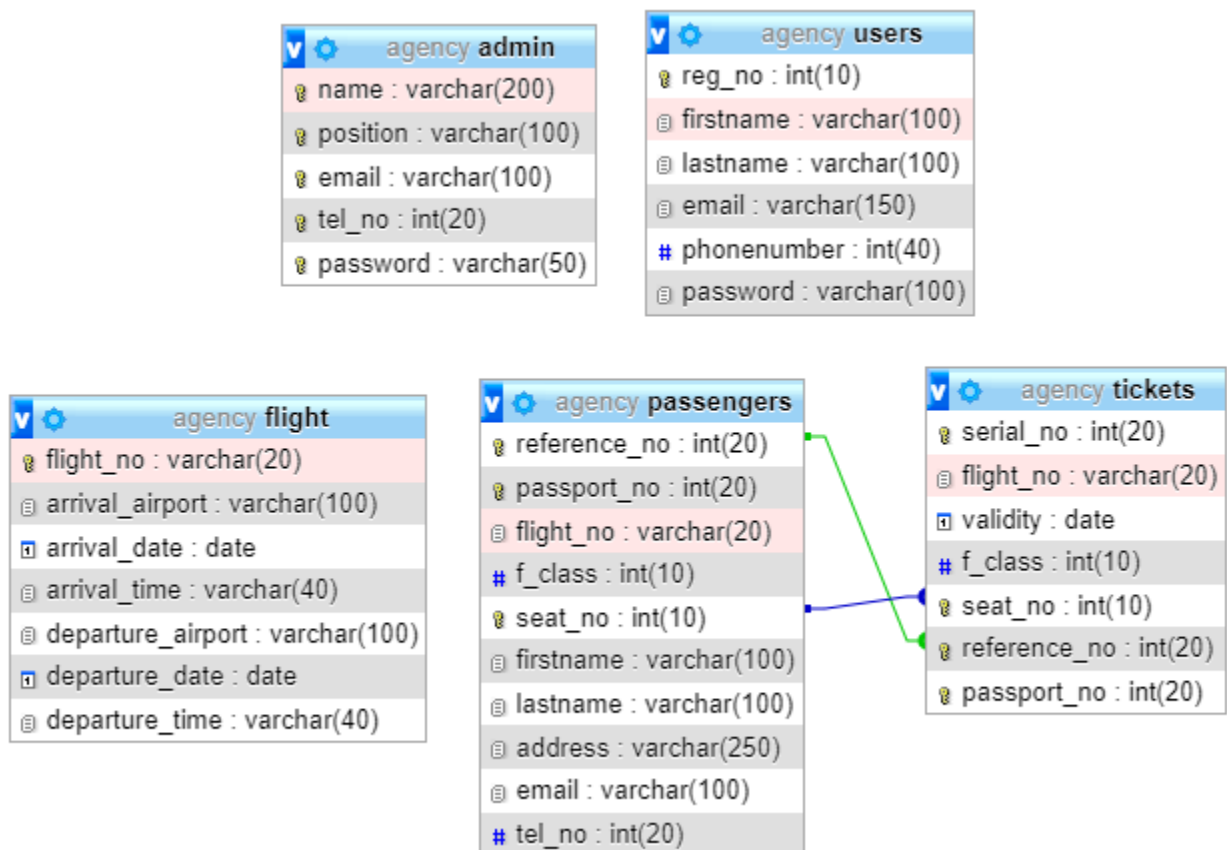 v agency admin
name : varchar(200)
position : varchar(100)
email : varchar(100)
tel_no : int(20)
password : varchar(50)
v agency users
reg_no : int(10)
firstname : varchar(100)
lastname : varchar(100)
email : varchar(150)
# phonenumber : int(40)
password : varchar(100)
v agency flight
flight_no : varchar(20)
arrival_airport : varchar(100)
arrival_date : date
arrival_time : varchar(40)
departure_airport : varchar(100)
departure_date : date
departure_time : varchar(40)
v agency passengers
reference_no : int(20)
passport_no : int(20)
flight_no : varchar(20)
# f_class : int(10)
seat_no : int(10)
firstname : varchar(100)
lastname : varchar(100)
address : varchar(250)
email : varchar(100)
# tel_no : int(20)
v agency tickets
serial_no : int(20)
flight_no : varchar(20)
validity : date
# f_class : int(10)
seat_no : int(10)
reference_no : int(20)
passport_no : int(20)